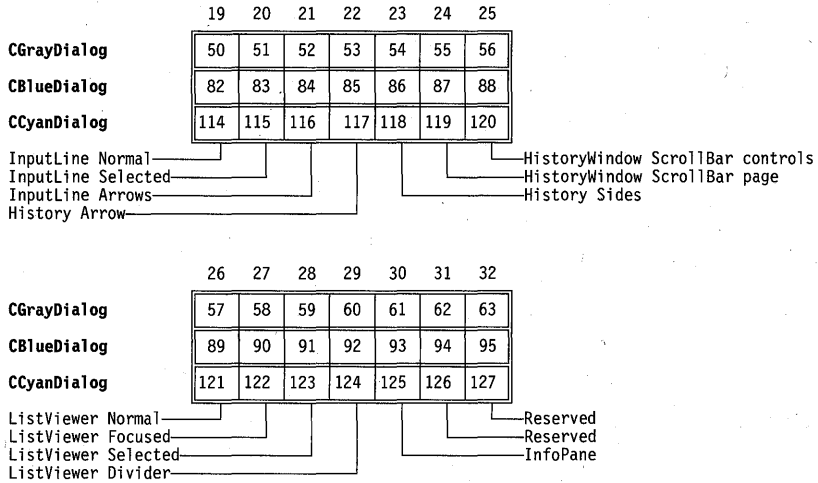 19 20 21 22 23 24 25
CGrayDialog 50 51 52 53 54 55 56
CBlueDialog 82 83 84 85 86 87 88
CCyanDialog 114 115 116 117 118 119 120
InputLine Normal HistoryWindow ScrollBar controls
InputLine Selected HistoryWindow ScrollBar page
InputLine Arrows History Sides
History Arrow
26 27 28 29 30 31 32
CGrayDialog 57 58 59 60 61 62 63
CBlueDialog 89 90 91 92 93 94 95
CCyanDialog 121 122 123 124 125 126 127
ListViewer Normal Reserved
ListViewer Focused Reserved
ListViewer Selected InfoPane
ListViewer Divider